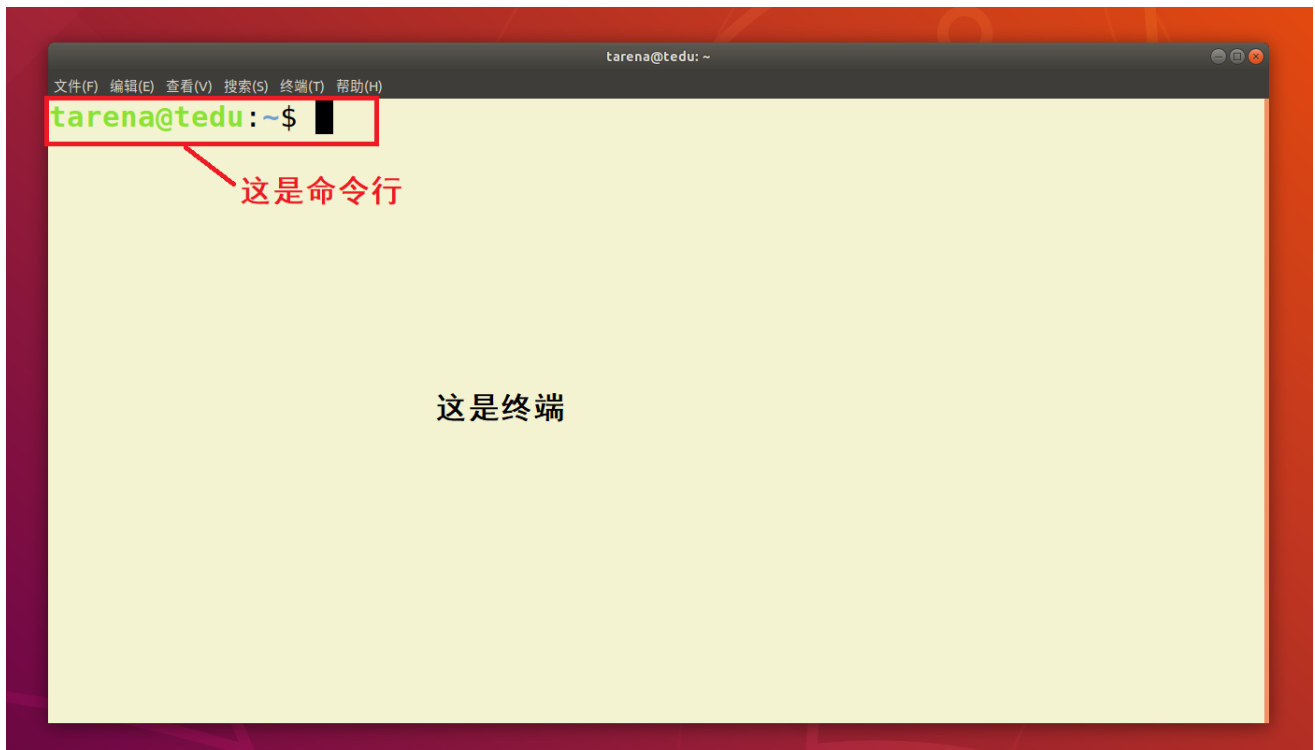 tarena@tedu: ~
文件(F) 编辑(E) 查看(V) 搜索(S) 终端(T) 帮助(H)
tarena@tedu:~$
这是命令行
这是终端